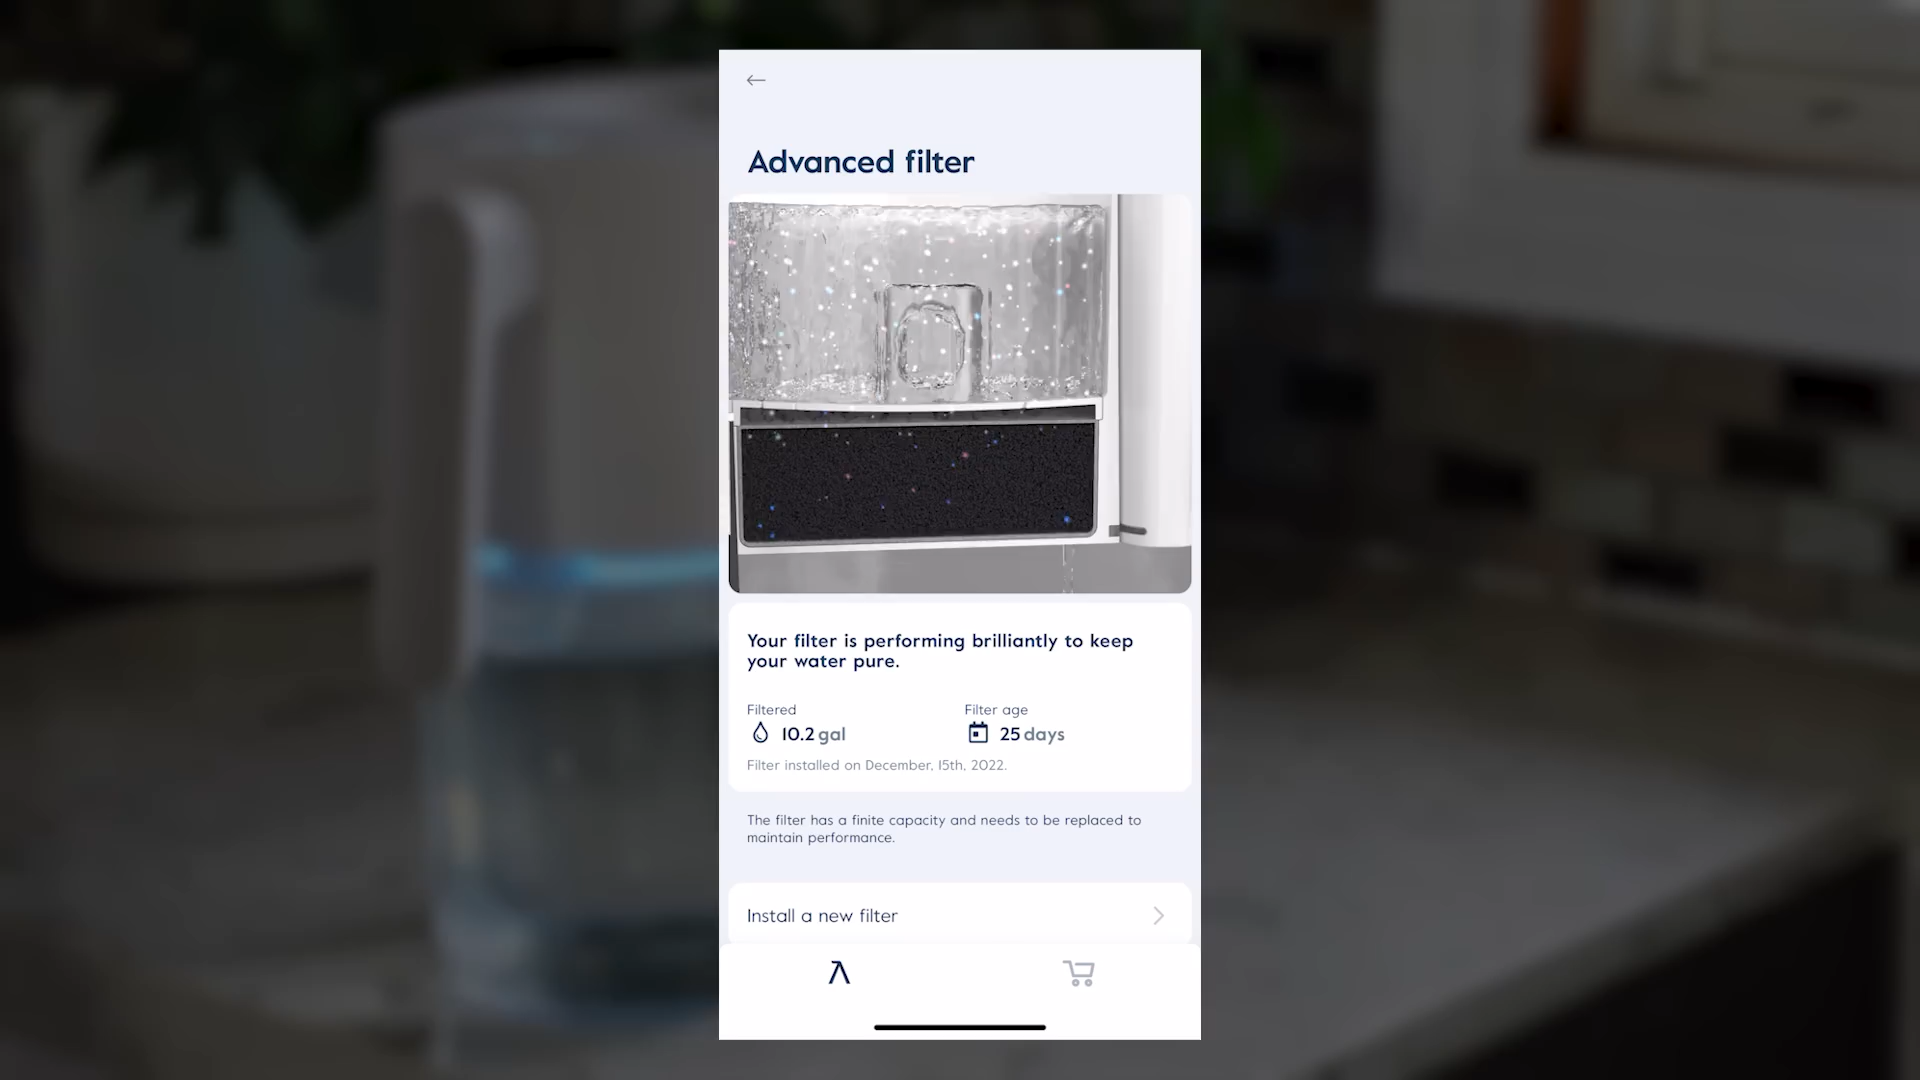 Advanced filter
Your filter is performing brilliantly to keep
your water pure.
Filtered
10.2 gal
Filter age
25 days
Filter installed on December, 15th, 2022.
The filter has a finite capacity and needs to be replaced to
maintain performance.
Install a new filter